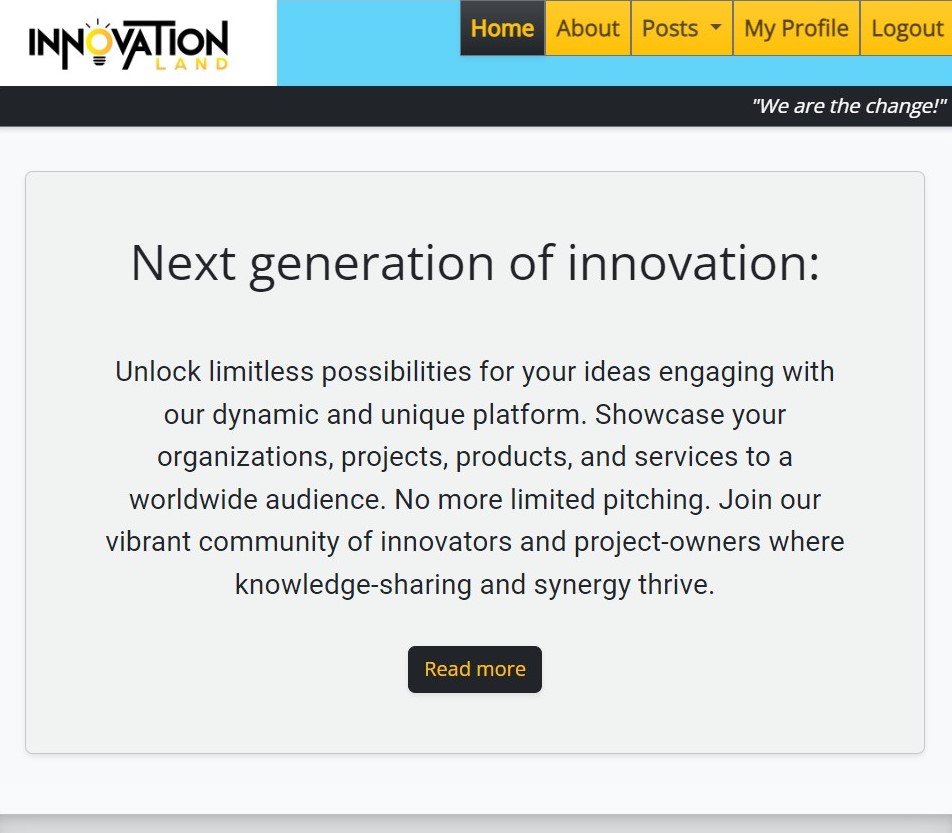 INNOVATION
LAND
Home About Posts My Profile Logout
"We are the change!"
Next generation of innovation:
Unlock limitless possibilities for your ideas engaging with
our dynamic and unique platform. Showcase your
organizations, projects, products, and services to a
worldwide audience. No more limited pitching. Join our
vibrant community of innovators and project-owners where
knowledge-sharing and synergy thrive.
Read more